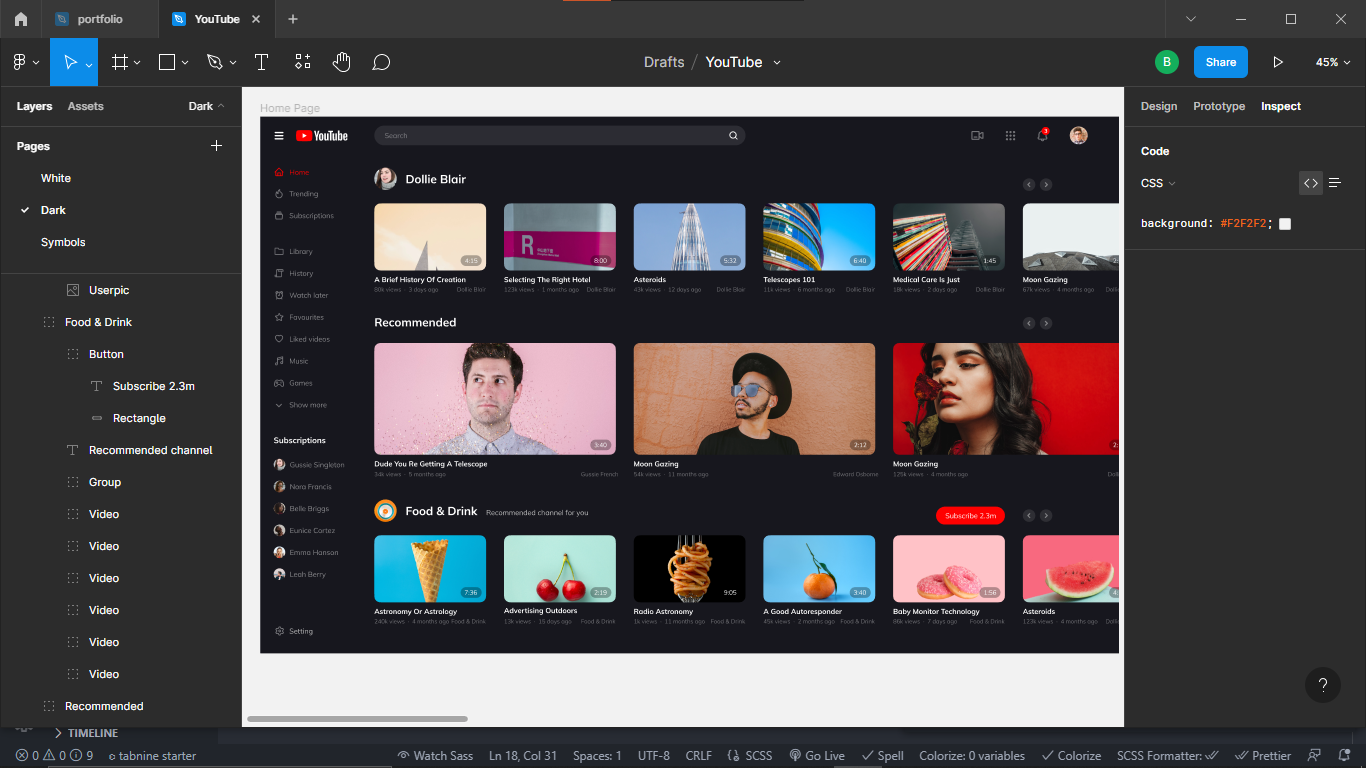 portfolio
YouTube
Drafts / YouTube
B
Share
45%
Layers
Assets
Dark
Pages
White
Dark
Symbols
Userpic
Food & Drink
Button
Subscribe 2.3m
Rectangle
Recommended channel
Group
Video
Video
Video
Video
Video
Video
Recommended
Home Page
YouTube
Search
3
Home
Trending
Subscriptions
Library
History
Watch later
Favourites
Liked videos
Music
Games
Show more
Subscriptions
Gussie Singleton
Nora Francis
Belle Briggs
Eunice Cortez
Emma Hanson
Leah Berry
Setting
Dollie Blair
4:15
8:00
5:32
6:40
1:45
A Brief History Of Creation
Selecting The Right Hotel
Asteroids
Telescopes 101
Medical Care Is Just
Moon Gazing
80k views · 3 days ago Dollie Blair
123k views · 1 months ago Dollie Blair
43k views · 12 days ago Dollie Blair
11k views · 6 months ago Dollie Blair
18k views · 2 days ago Dollie Blair
67k views · 4 months ago
Recommended
3:40
2:12
Dude You Re Getting A Telescope
Moon Gazing
Moon Gazing
34k views · 5 months ago Gussie French
54k views · 11 months ago Edward Osborne
125k views · 4 months ago
Food & Drink Recommended channel for you
Subscribe 2.3m
7:36
2:19
9:05
3:40
1:56
Astronomy Or Astrology
Advertising Outdoors
Radio Astronomy
A Good Autoresponder
Baby Monitor Technology
Asteroids
240k views · 4 months ago Food & Drink
13k views · 15 days ago Food & Drink
1k views · 11 months ago Food & Drink
45k views · 2 months ago Food & Drink
86k views · 7 days ago Food & Drink
123k views · 4 months ago
Design
Prototype
Inspect
Code
CSS
background: #F2F2F2;
?
TIMELINE
0 0 9
tabnine starter
Watch Sass
Ln 18, Col 31
Spaces: 1
UTF-8
CRLF
SCSS
Go Live
Spell
Colorize: 0 variables
Colorize
SCSS Formatter:
Prettier